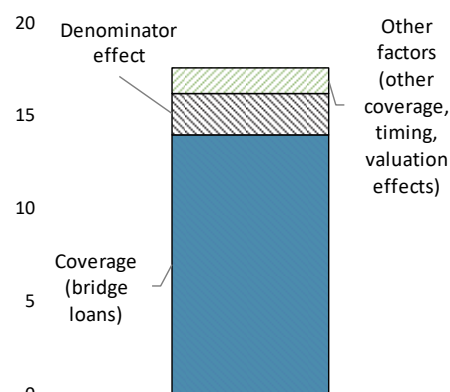 20
Denominator
effect
Other
factors
(other
coverage,
timing,
valuation
effects)
15
10
Coverage
(bridge
loans)
5
0